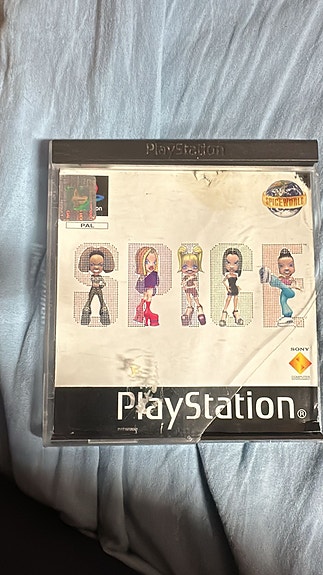 PlayStation
PAL
SPICEWORLD
SPICE
SONY
PlayStation®